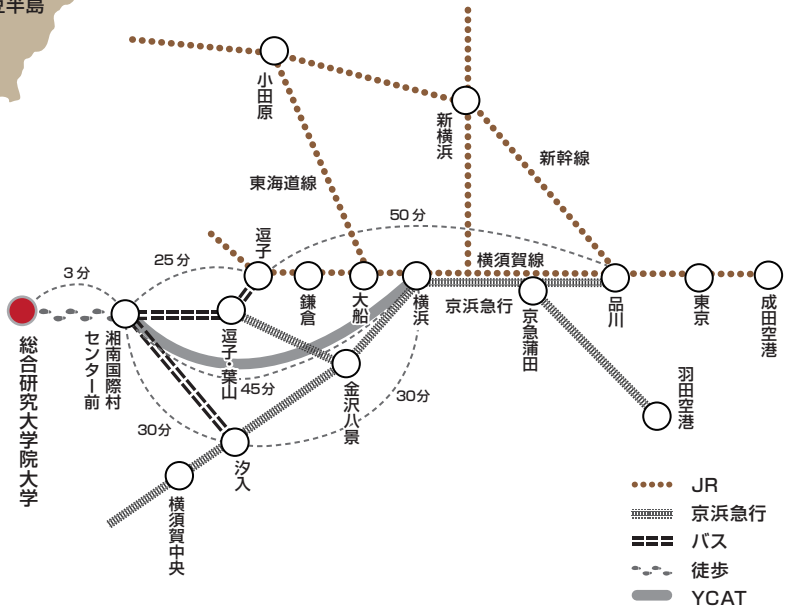 豆半島
小田原
新横浜
新幹線
東海道線
50分
逗子
25分
3分
横須賀線
鎌倉
大船
横浜
京浜急行
京急蒲田
品川
東京
成田空港
総合研究大学院大学
湘南国際村
センター前
逗子・葉山
45分
金沢八景
30分
羽田空港
30分
汐入
横須賀中央
JR
京浜急行
バス
徒歩
YCAT